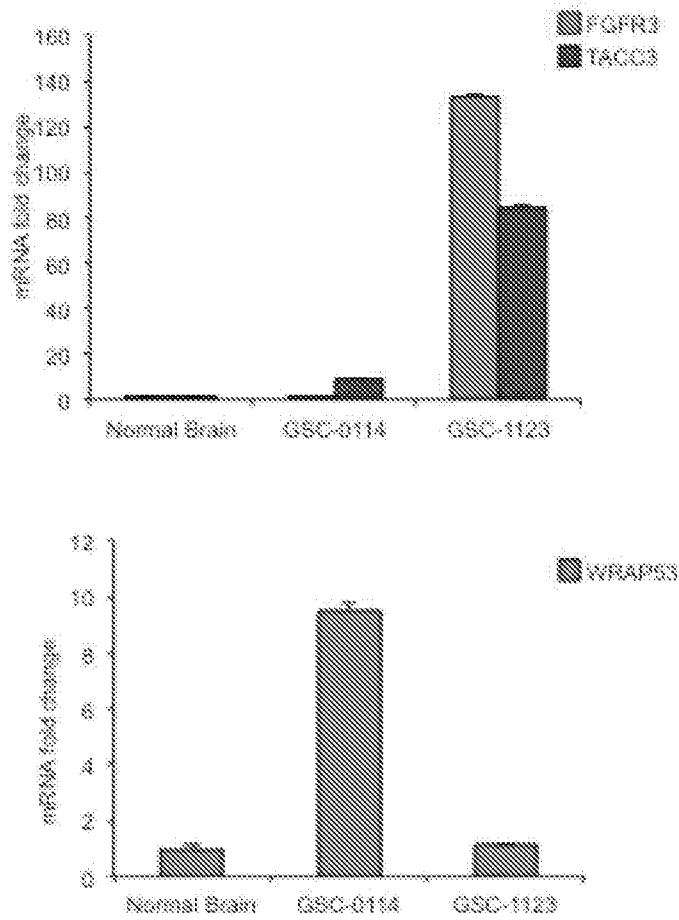 FGFR3
TACC3
mRNA fold change
160
140
120
100
80
60
40
20
0
Normal Brain GSC-0114 GSC-1123
WRAP53
mRNA fold change
12
10
8
6
4
2
0
Normal Brain GSC-0114 GSC-1123